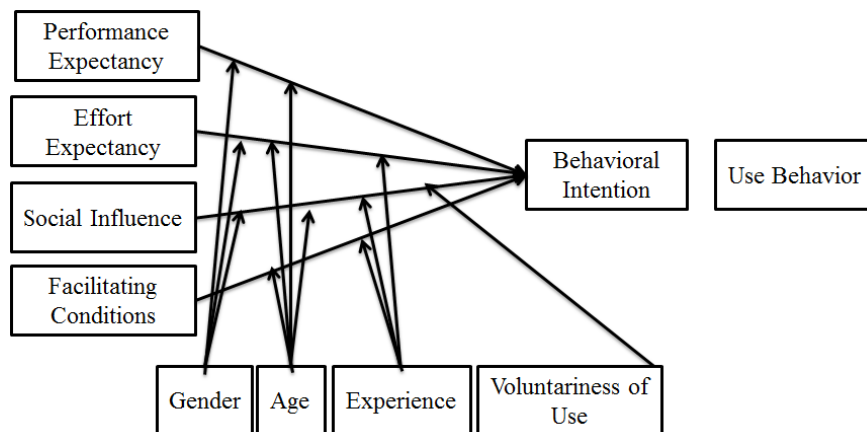 Performance
Expectancy
Effort
Expectancy
Social Influence
Facilitating
Conditions
Behavioral
Intention
Use Behavior
Gender
Age
Experience
Voluntariness of
Use